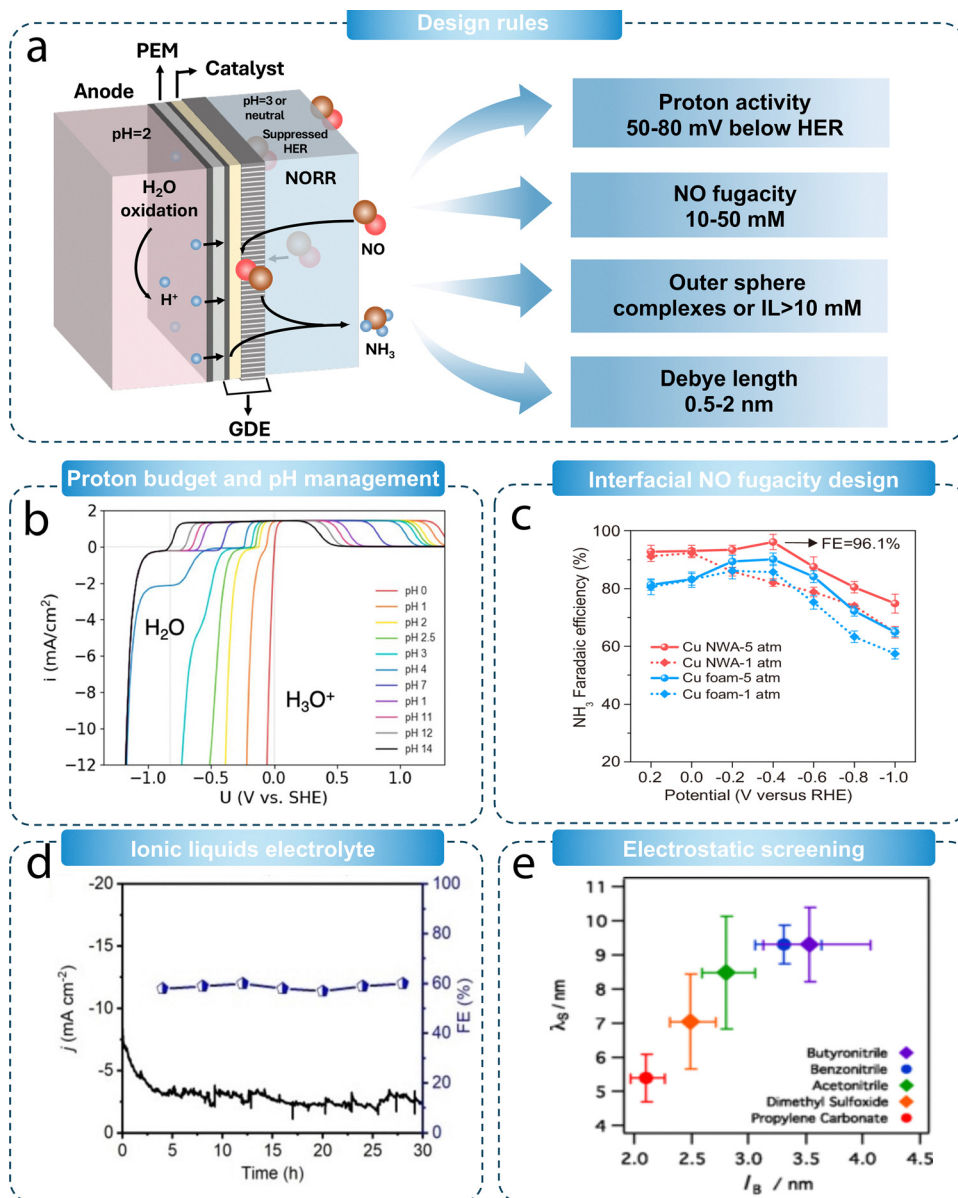 Design rules
a
PEM
Catalyst
Anode
pH=3 or
neutral
pH=2
Suppressed
HER
H₂O
oxidation
NORR
NO
H⁺
NH₃
GDE
Proton activity
50-80 mV below HER
NO fugacity
10-50 mM
Outer sphere
complexes or IL>10 mM
Debye length
0.5-2 nm
Proton budget and pH management
b
i (mA/cm²)
2
0
−2
−4
−6
−8
−10
−12
H₂O
H₃O⁺
pH 0
pH 1
pH 2
pH 2.5
pH 3
pH 4
pH 7
pH 1
pH 11
pH 12
pH 14
−1.0
−0.5
0.0
0.5
1.0
U (V vs. SHE)
Interfacial NO fugacity design
c
NH₃ Faradaic efficiency (%)
100
80
60
40
20
FE=96.1%
Cu NWA-5 atm
Cu NWA-1 atm
Cu foam-5 atm
Cu foam-1 atm
0.2 0.0 -0.2 -0.4 -0.6 -0.8 -1.0
Potential (V versus RHE)
Ionic liquids electrolyte
d
j (mA cm⁻²)
-20
-15
-10
-5
0
100
80
60
40
20
0
FE (%)
0 5 10 15 20 25 30
Time (h)
Electrostatic screening
e
λS / nm
11
10
9
8
7
6
5
4
Butyronitrile
Benzonitrile
Acetonitrile
Dimethyl Sulfoxide
Propylene Carbonate
2.0 2.5 3.0 3.5 4.0 4.5
lB / nm